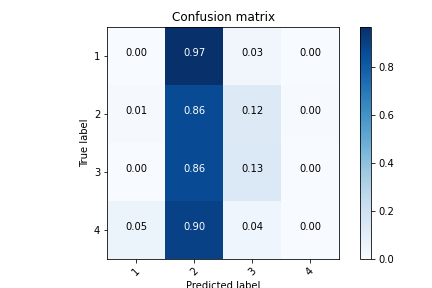 Confusion matrix
1 0.00 0.97 0.03 0.00
2 0.01 0.86 0.12 0.00
3 0.00 0.86 0.13 0.00
4 0.05 0.90 0.04 0.00
1 2 3 4
True label
Predicted label
0.8
0.6
0.4
0.2
0.0